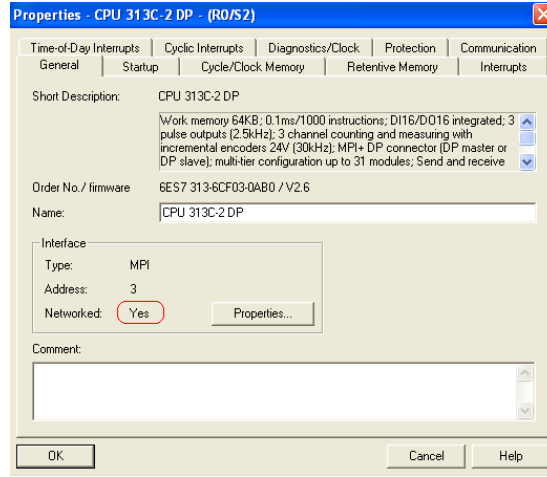 Properties - CPU 313C-2 DP - (R0/S2)
Time-of-Day Interrupts Cyclic Interrupts Diagnostics/Clock Protection Communication
General Startup Cycle/Clock Memory Retentive Memory Interrupts
Short Description: CPU 313C-2 DP
Work memory 64KB; 0.1ms/1000 instructions; DI16/DO16 integrated; 3
pulse outputs (2.5kHz); 3 channel counting and measuring with
incremental encoders 24V (30kHz); MPI+ DP connector (DP master or
DP slave); multi-tier configuration up to 31 modules; Send and receive
Order No./ firmware 6ES7 313-6CF03-0AB0 / V2.6
Name: CPU 313C-2 DP
Interface
Type: MPI
Address: 3
Networked: Yes Properties...
Comment:
OK Cancel Help